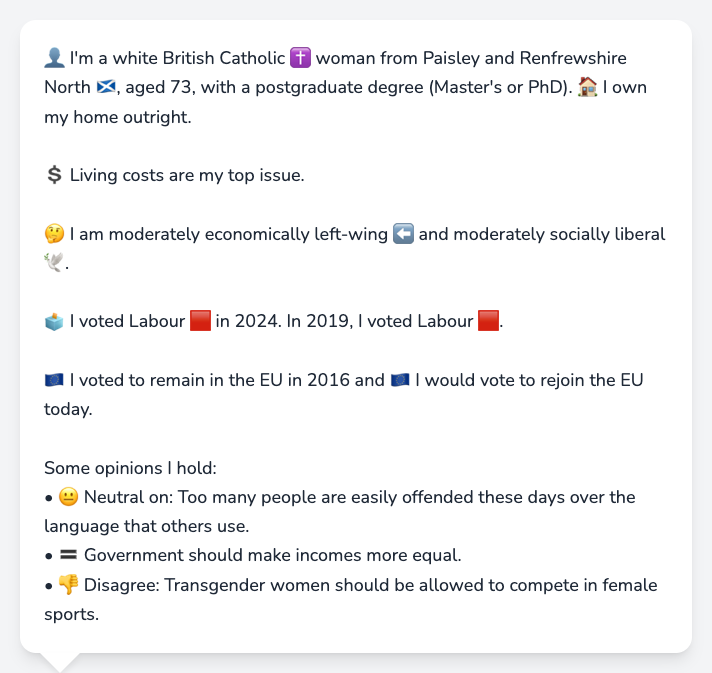 👤 I'm a white British Catholic ✝️ woman from Paisley and Renfrewshire
North 🏴󠁧󠁢󠁳󠁣󠁴󠁿, aged 73, with a postgraduate degree (Master's or PhD). 🏠 I own
my home outright.
💲 Living costs are my top issue.
🤔 I am moderately economically left-wing ⬅️ and moderately socially liberal
🕊️.
🗳️ I voted Labour 🟥 in 2024. In 2019, I voted Labour 🟥.
🇪🇺 I voted to remain in the EU in 2016 and 🇪🇺 I would vote to rejoin the EU
today.
Some opinions I hold:
• 😐 Neutral on: Too many people are easily offended these days over the
language that others use.
• 🟰 Government should make incomes more equal.
• 👎 Disagree: Transgender women should be allowed to compete in female
sports.